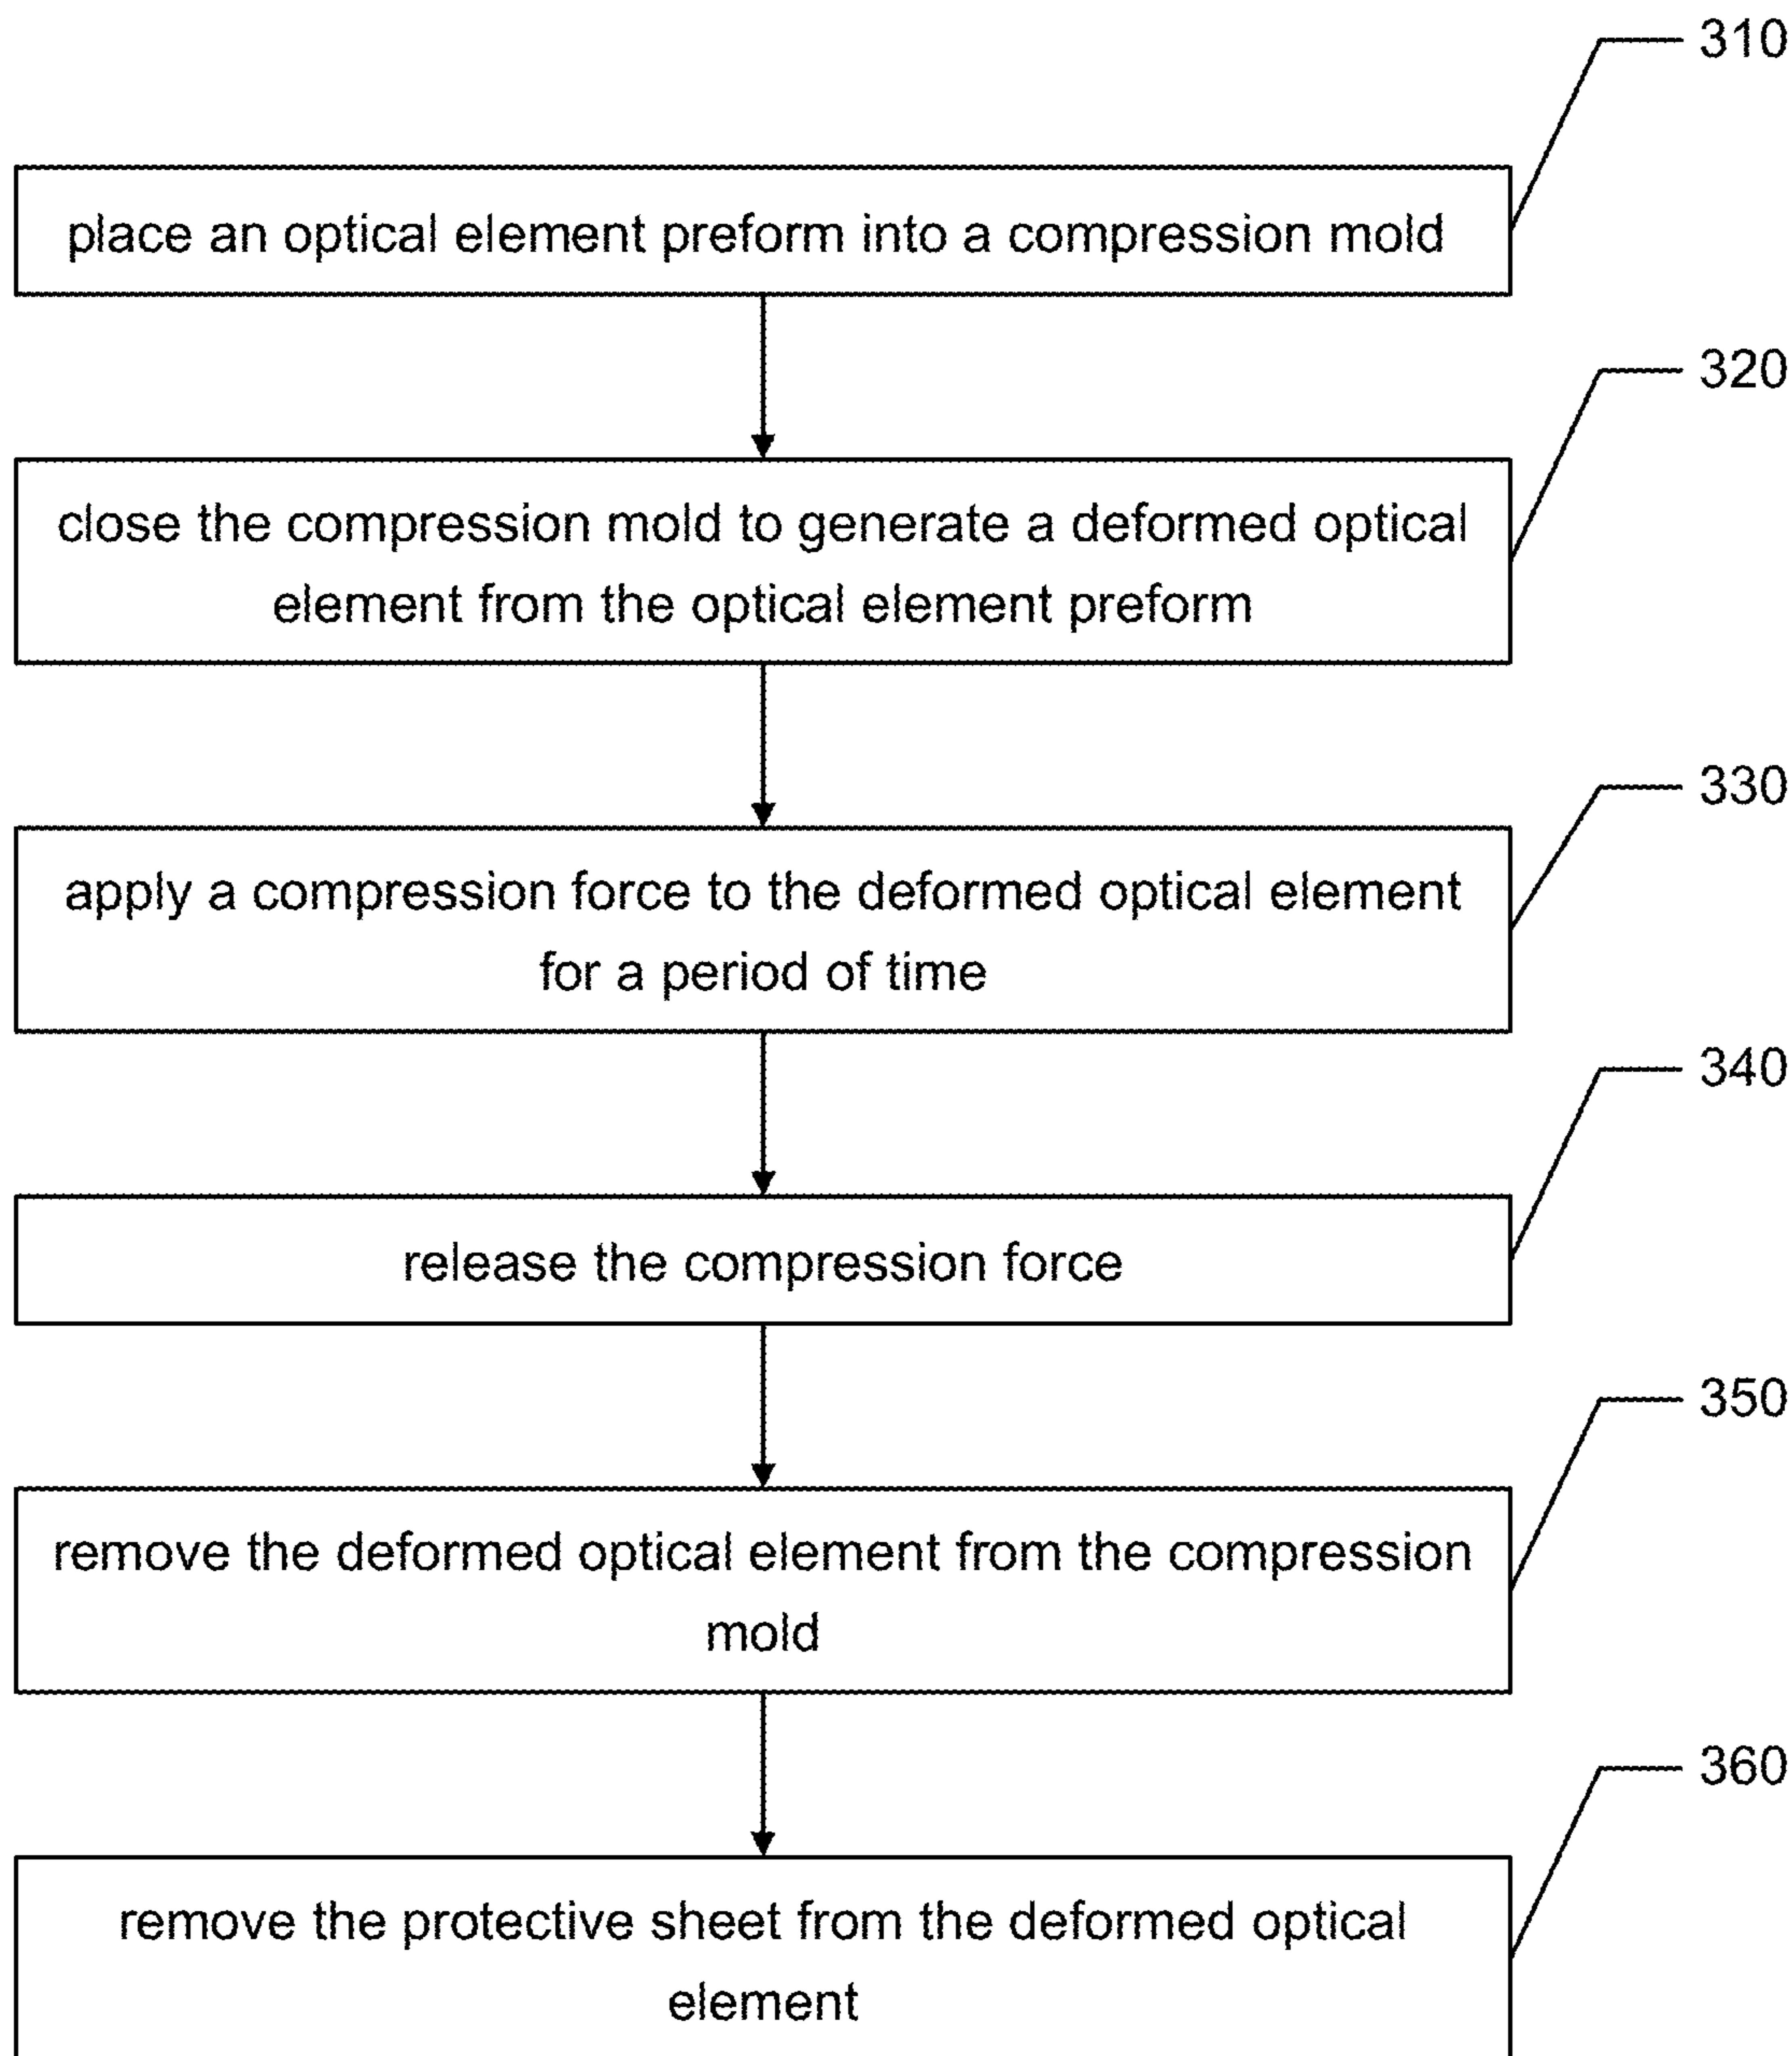 310
place an optical element preform into a compression mold
320
close the compression mold to generate a deformed optical
element from the optical element preform
330
apply a compression force to the deformed optical element
for a period of time
340
release the compression force
350
remove the deformed optical element from the compression
mold
360
remove the protective sheet from the deformed optical
element